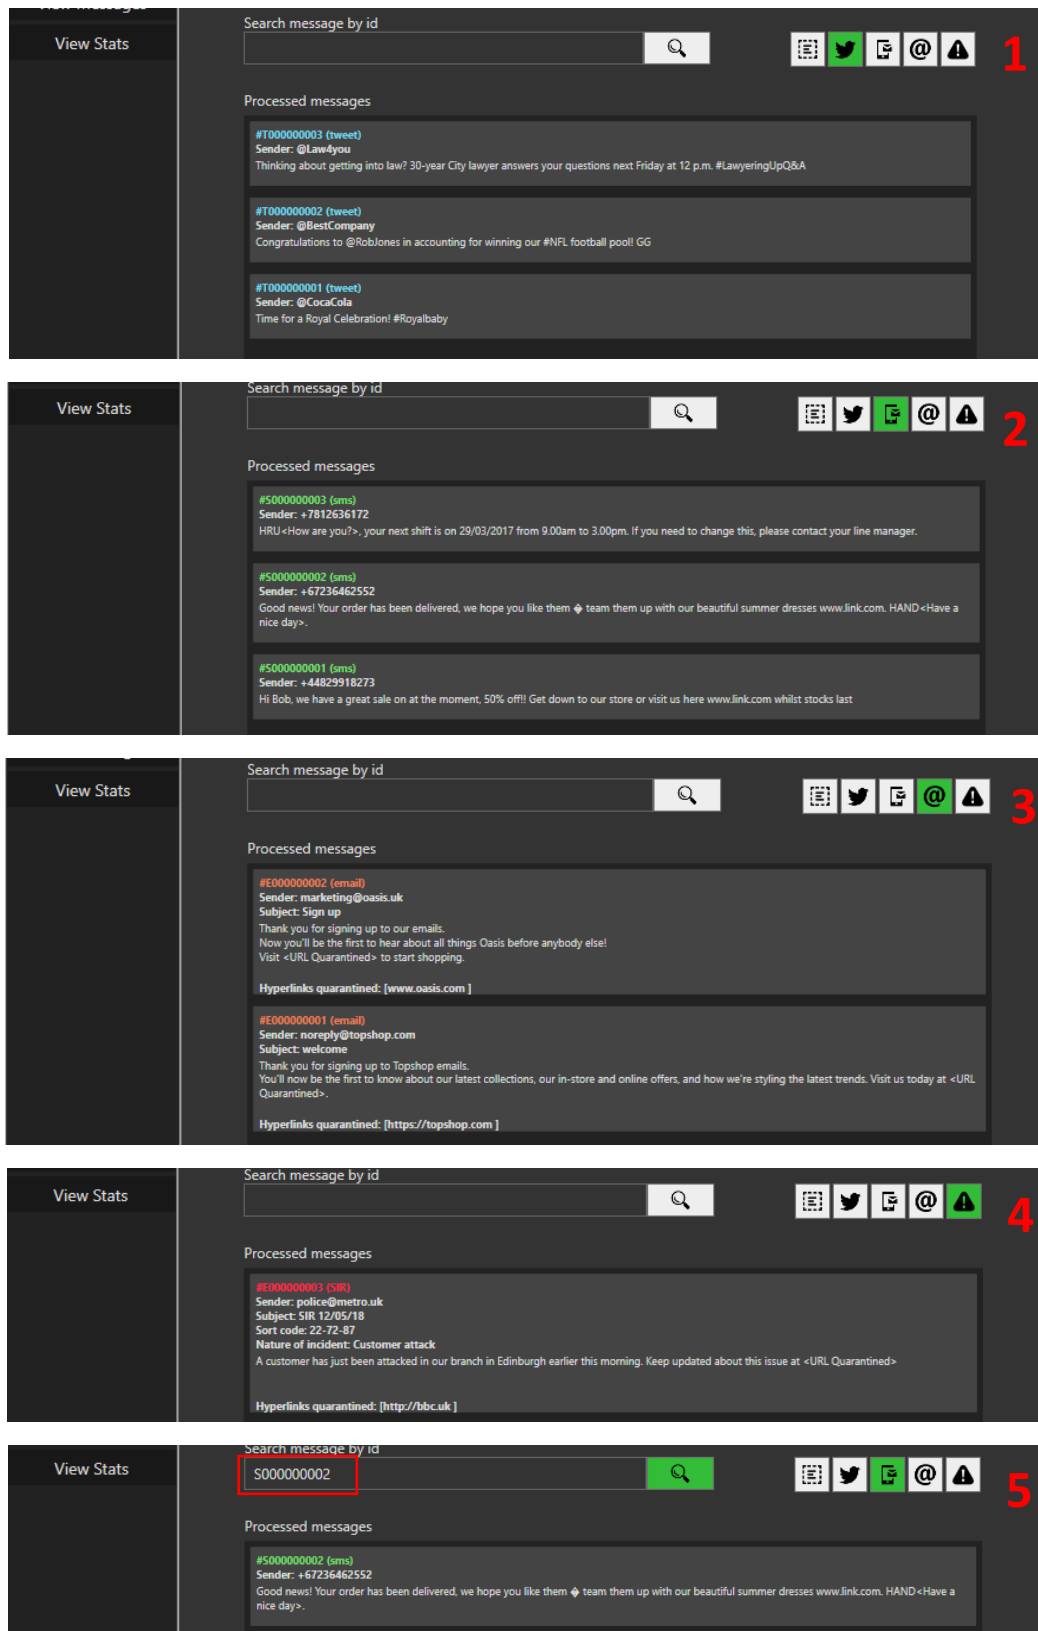 View Messages
View Stats
Search message by id
1
Processed messages
#T000000003 (tweet)
Sender: @Law4you
Thinking about getting into law? 30-year City lawyer answers your questions next Friday at 12 p.m. #LawyeringUpQ&A
#T000000002 (tweet)
Sender: @BestCompany
Congratulations to @RobJones in accounting for winning our #NFL football pool! GG
#T000000001 (tweet)
Sender: @CocaCola
Time for a Royal Celebration! #Royalbaby
View Stats
Search message by id
2
Processed messages
#S000000003 (sms)
Sender: +7812636172
HRU<How are you?>, your next shift is on 29/03/2017 from 9.00am to 3.00pm. If you need to change this, please contact your line manager.
#S000000002 (sms)
Sender: +67236462552
Good news! Your order has been delivered, we hope you like them � team them up with our beautiful summer dresses www.link.com. HAND<Have a
nice day>.
#S000000001 (sms)
Sender: +44829918273
Hi Bob, we have a great sale on at the moment, 50% off!! Get down to our store or visit us here www.link.com whilst stocks last
View Stats
Search message by id
@
3
Processed messages
#E000000002 (email)
Sender: marketing@oasis.uk
Subject: Sign up
Thank you for signing up to our emails.
Now you'll be the first to hear about all things Oasis before anybody else!
Visit <URL Quarantined> to start shopping.
Hyperlinks quarantined: [www.oasis.com ]
#E000000001 (email)
Sender: noreply@topshop.com
Subject: welcome
Thank you for signing up to Topshop emails.
You'll now be the first to know about our latest collections, our in-store and online offers, and how we're styling the latest trends. Visit us today at <URL
Quarantined>.
Hyperlinks quarantined: [https://topshop.com ]
View Stats
Search message by id
4
Processed messages
#E000000003 (SIR)
Sender: police@metro.uk
Subject: SIR 12/05/18
Sort code: 22-72-87
Nature of incident: Customer attack
A customer has just been attacked in our branch in Edinburgh earlier this morning. Keep updated about this issue at <URL Quarantined>
Hyperlinks quarantined: [http://bbc.uk ]
View Stats
Search message by id
S000000002
5
Processed messages
#S000000002 (sms)
Sender: +67236462552
Good news! Your order has been delivered, we hope you like them � team them up with our beautiful summer dresses www.link.com. HAND<Have a
nice day>.